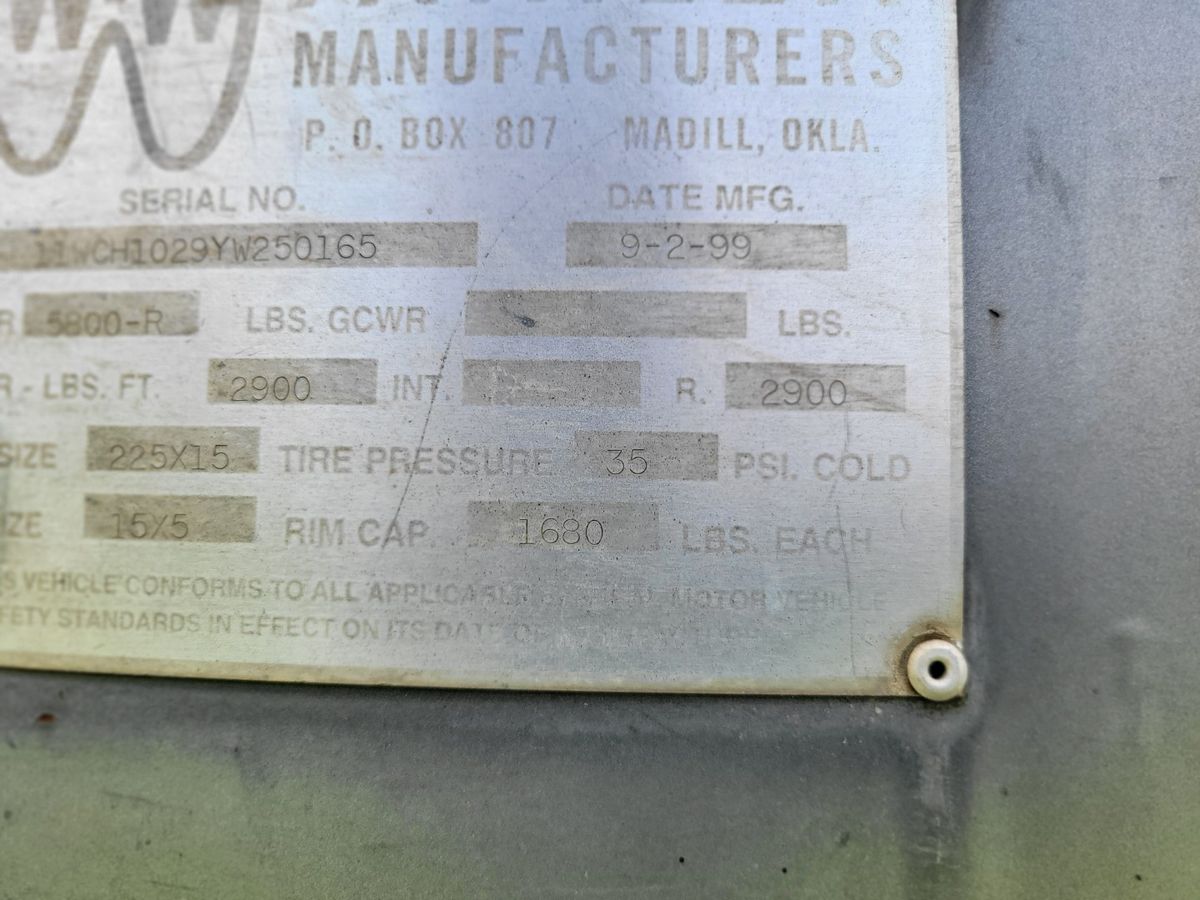 MANUFACTURERS
P. O. BOX 807 MADILL, OKLA.
SERIAL NO. DATE MFG.
11WCH1029YW250165 9-2-99
R 5800-R LBS. GCWR LBS.
R - LBS. FT. 2900 INT. R. 2900
SIZE 225X15 TIRE PRESSURE 35 PSI. COLD
ZE 15X5 RIM CAP. 1680 LBS. EACH
S VEHICLE CONFORMS TO ALL APPLICABLE FEDERAL MOTOR VEHICLE
FETY STANDARDS IN EFFECT ON ITS DATE OF